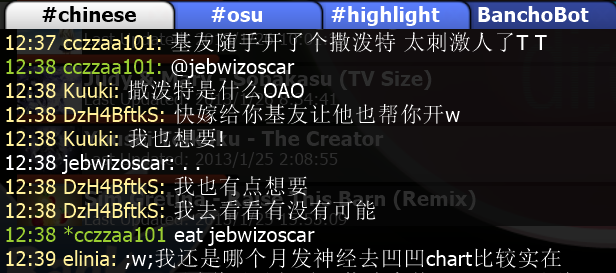 #chinese #osu #highlight BanchoBot
12:37 cczzaa101: 基友随手开了个撒泼特 太刺激人了T T
12:38 cczzaa101: @jebwizoscar
12:38 Kuuki: 撒泼特是什么OAO
12:38 DzH4BftkS: 快嫁给你基友让他也帮你开w
12:38 Kuuki: 我也想要!
12:38 jebwizoscar: . .
12:38 DzH4BftkS: 我也有点想要
12:38 DzH4BftkS: 我去看看有没有可能
12:38 *cczzaa101 eat jebwizoscar
12:39 elinia: ;w;我还是哪个月发神经去凹凹chart比较实在